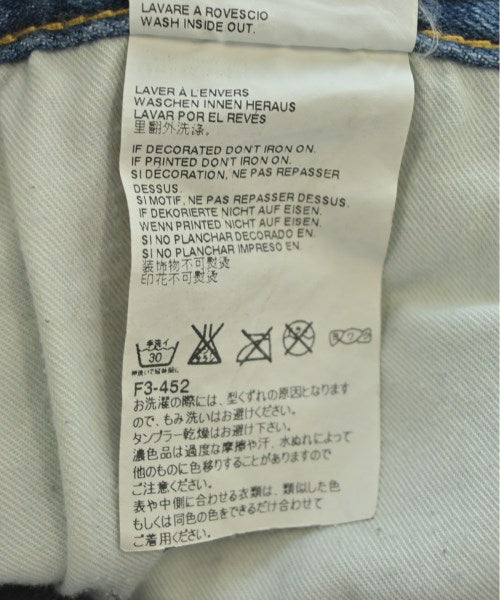 LAVARE A ROVESCIO
WASH INSIDE OUT.
LAVER À L'ENVERS
WASCHEN INNEN HERAUS
LAVAR POR EL REVÉS
里翻外洗涤。
IF DECORATED DON'T IRON ON.
IF PRINTED DON'T IRON ON.
SI DÉCORATION, NE PAS REPASSER
DESSUS.
SI MOTIF, NE PAS REPASSER DESSUS.
IF DEKORIERTE NICHT AUF EISEN.
WENN PRINTED NICHT AUF EISEN.
SI NO PLANCHAR DECORADO EN.
SI NO PLANCHAR IMPRESO EN.
装饰物不可熨烫
印花不可熨烫
手洗イ
30
F3-452
お洗濯の際には、型くずれの原因となります
ので、もみ洗いはお避けください。
タンブラー乾燥はお避け下さい。
濃色品は過度な摩擦や汗、水ぬれによって
他のものに色移りすることがありますので
ご注意ください。
表や中側に合わせる衣類は、類似した色
もしくは同色の色をできるだけ合わせて
ご着用ください。